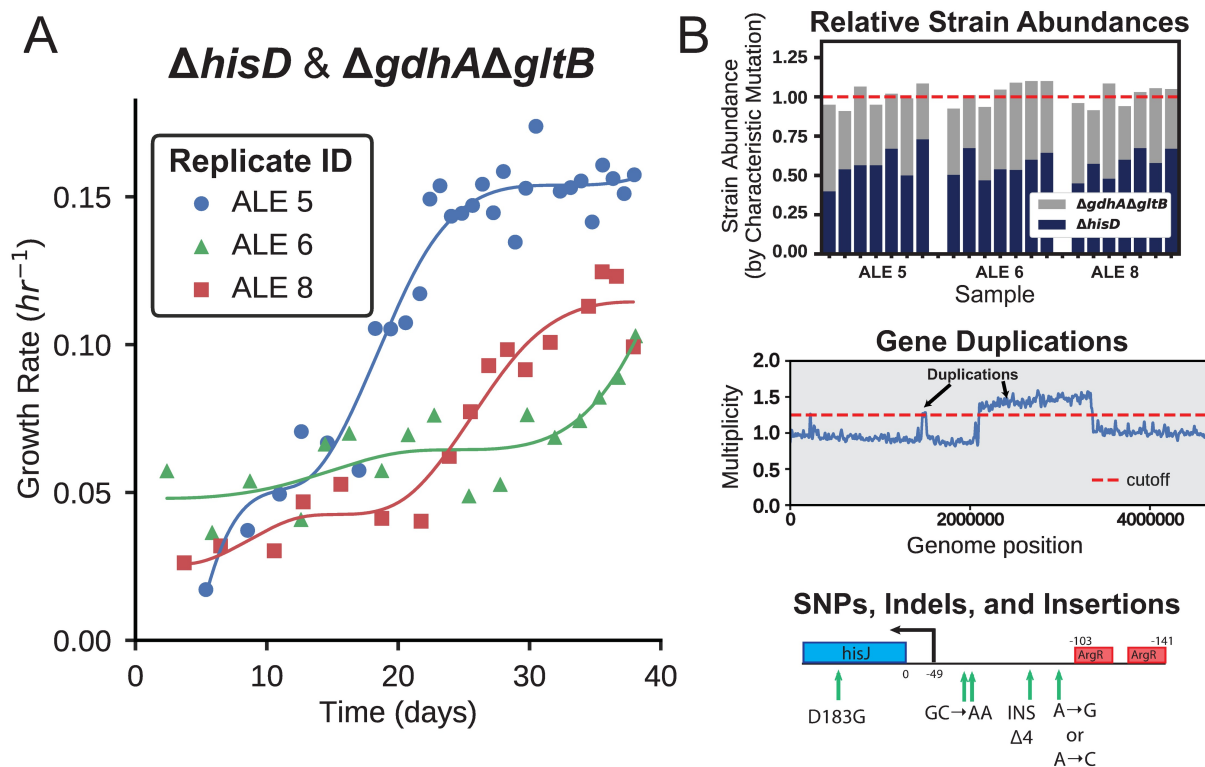 A
ΔhisD & ΔgdhAΔgltB
Replicate ID
ALE 5
ALE 6
ALE 8
Growth Rate (hr⁻¹)
0.15
0.10
0.05
0.00
0 10 20 30 40
Time (days)
B
Relative Strain Abundances
Strain Abundance
(by Characteristic Mutation)
1.25
1.00
0.75
0.50
0.25
0.00
ΔgdhAΔgltB
ΔhisD
ALE 5 ALE 6 ALE 8
Sample
Gene Duplications
Multiplicity
2.0
1.5
1.0
0.5
0.0
Duplications
cutoff
0 2000000 4000000
Genome position
SNPs, Indels, and Insertions
-103 -141
hisJ ArgR ArgR
0 -49
D183G GC→AA INS A→G
Δ4 or
A→C